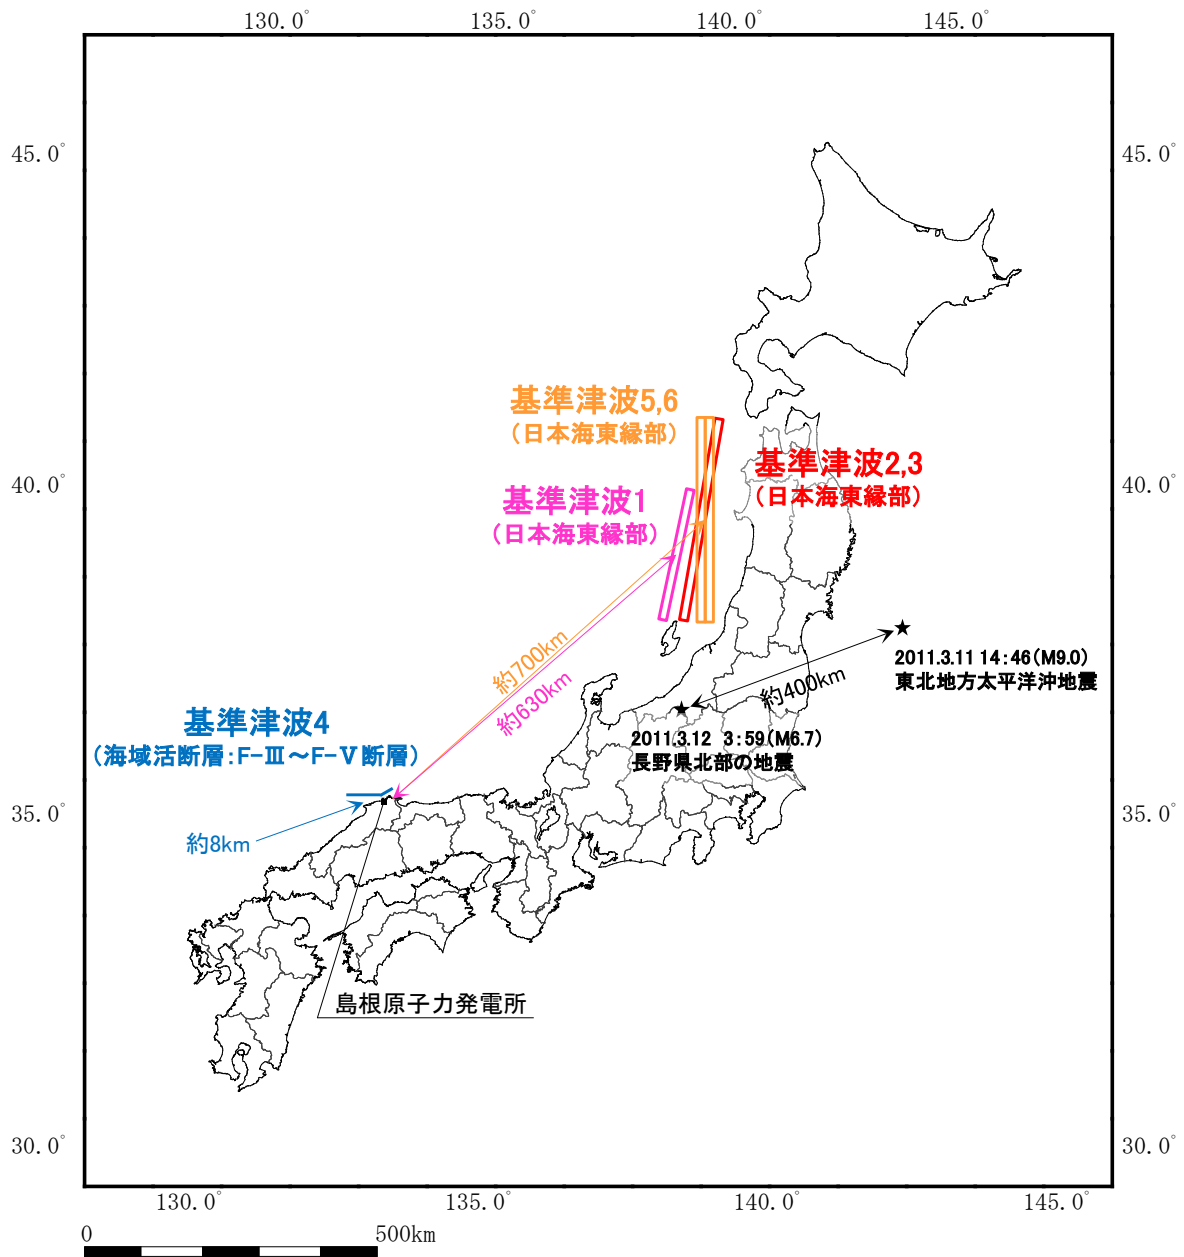 130.0°
135.0°
140.0°
145.0°
45.0°
45.0°
基準津波5,6
（日本海東縁部）
基準津波2,3
（日本海東縁部）
40.0°
40.0°
基準津波1
（日本海東縁部）
約700km
約630km
2011.3.11 14:46(M9.0)
東北地方太平洋沖地震
約400km
基準津波4
（海域活断層:F-Ⅲ～F-Ⅴ断層）
2011.3.12 3:59(M6.7)
長野県北部の地震
35.0°
35.0°
約8km
島根原子力発電所
30.0°
30.0°
130.0°
135.0°
140.0°
145.0°
0
500km